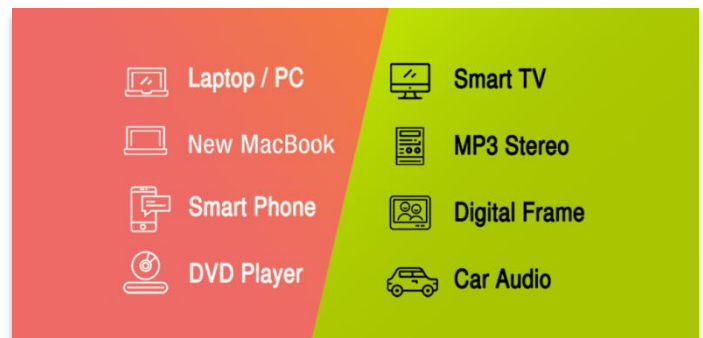 Laptop / PC
New MacBook
Smart Phone
DVD Player
Smart TV
MP3 Stereo
Digital Frame
Car Audio